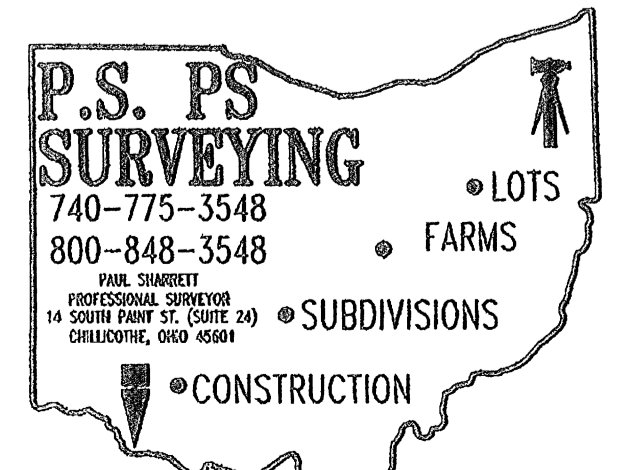 P.S. PS
SURVEYING
740-775-3548
800-848-3548
PAUL SHARRETT
PROFESSIONAL SURVEYOR
14 SOUTH PAINT ST. (SUITE 24)
CHILLICOTHE, OHIO 45601
LOTS
FARMS
SUBDIVISIONS
CONSTRUCTION